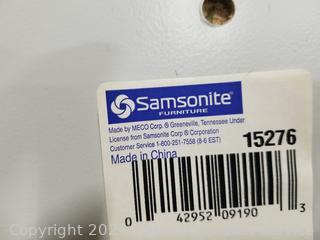 Samsonite®
FURNITURE
Made by MECO Corp. ® Greeneville, Tennessee Under
License from Samsonite Corp ® Corporation
Customer Service 1-800-251-7558 (8-6 EST)
Made in China
15276
0 42952 09190 3
Copyright 202